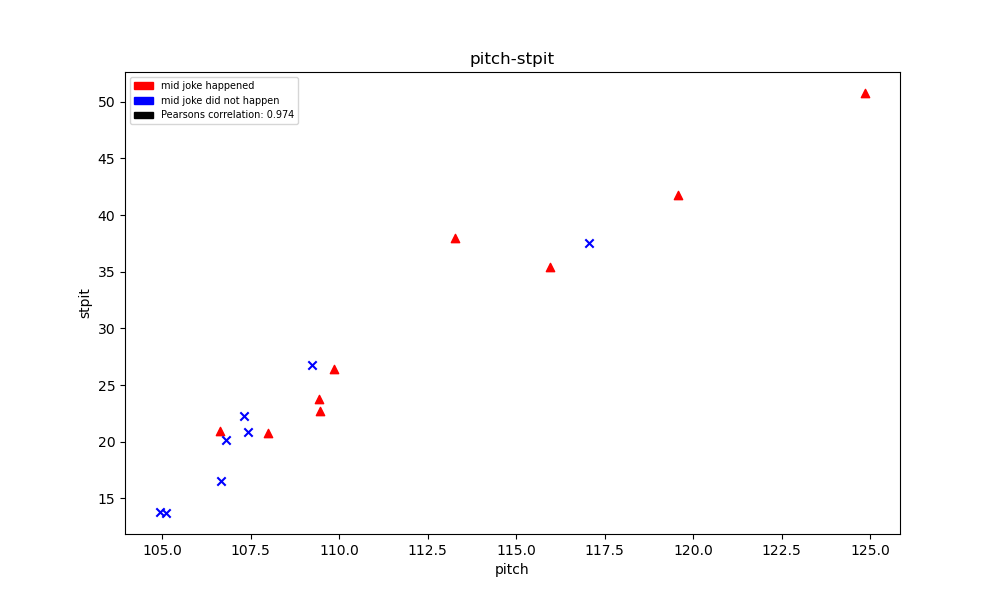 pitch-stpit
mid joke happened
mid joke did not happen
Pearsons correlation: 0.974
50
45
40
35
30
25
20
15
stpit
105.0 107.5 110.0 112.5 115.0 117.5 120.0 122.5 125.0
pitch